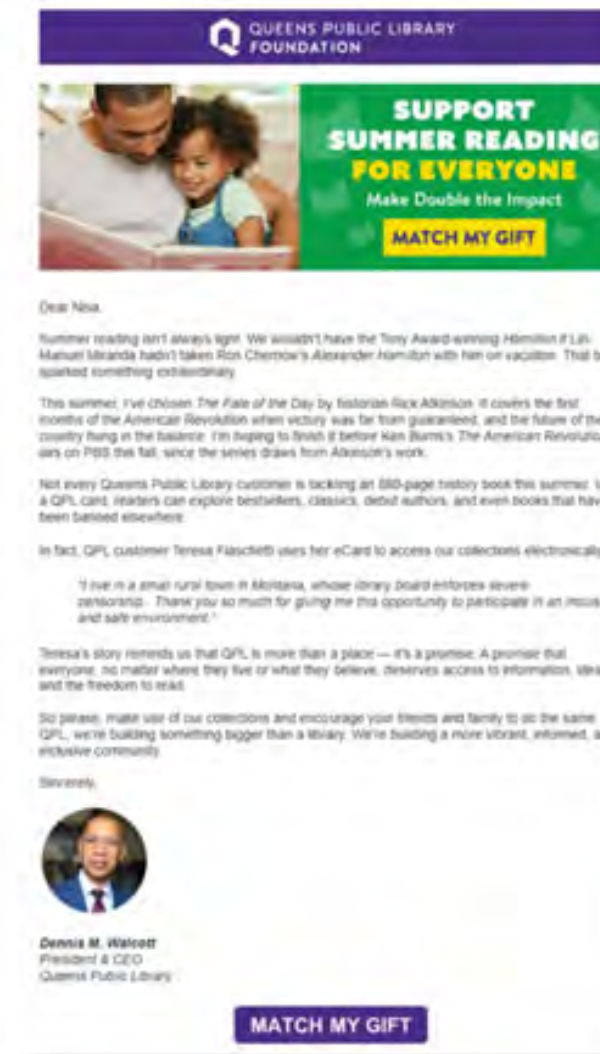 QUEENS PUBLIC LIBRARY
FOUNDATION
SUPPORT
SUMMER READING
FOR EVERYONE
Make Double the Impact
MATCH MY GIFT
Dear Nisa,
Summer reading isn't always light. We wouldn't have the Tony Award-winning Hamilton if Lin-
Manuel Miranda hadn't taken Ron Chernow's Alexander Hamilton with him on vacation. That b
sparked something extraordinary.
This summer, I've chosen The Fate of the Day by historian Rick Atkinson. It covers the first
months of the American Revolution when victory was far from guaranteed, and the future of the
country hung in the balance. I'm hoping to finish it before Ken Burns's The American Revolutio
airs on PBS this fall, since the series draws from Atkinson's work.
Not every Queens Public Library customer is tackling an 880-page history book this summer.
a QPL card, readers can explore bestsellers, classics, debut authors, and even books that have
been banned elsewhere.
In fact, QPL customer Teresa Fiaschetti uses her eCard to access our collections electronically
"I live in a small rural town in Montana, whose library board enforces severe
censorship. Thank you so much for giving me this opportunity to participate in an inclus
and safe environment."
Teresa's story reminds us that QPL is more than a place — it's a promise. A promise that
everyone, no matter where they live or what they believe, deserves access to information, idea
and the freedom to read.
So please, make use of our collections and encourage your friends and family to do the same
QPL, we're building something bigger than a library. We're building a more vibrant, informed, a
inclusive community.
Sincerely,
Dennis M. Walcott
President & CEO
Queens Public Library
MATCH MY GIFT